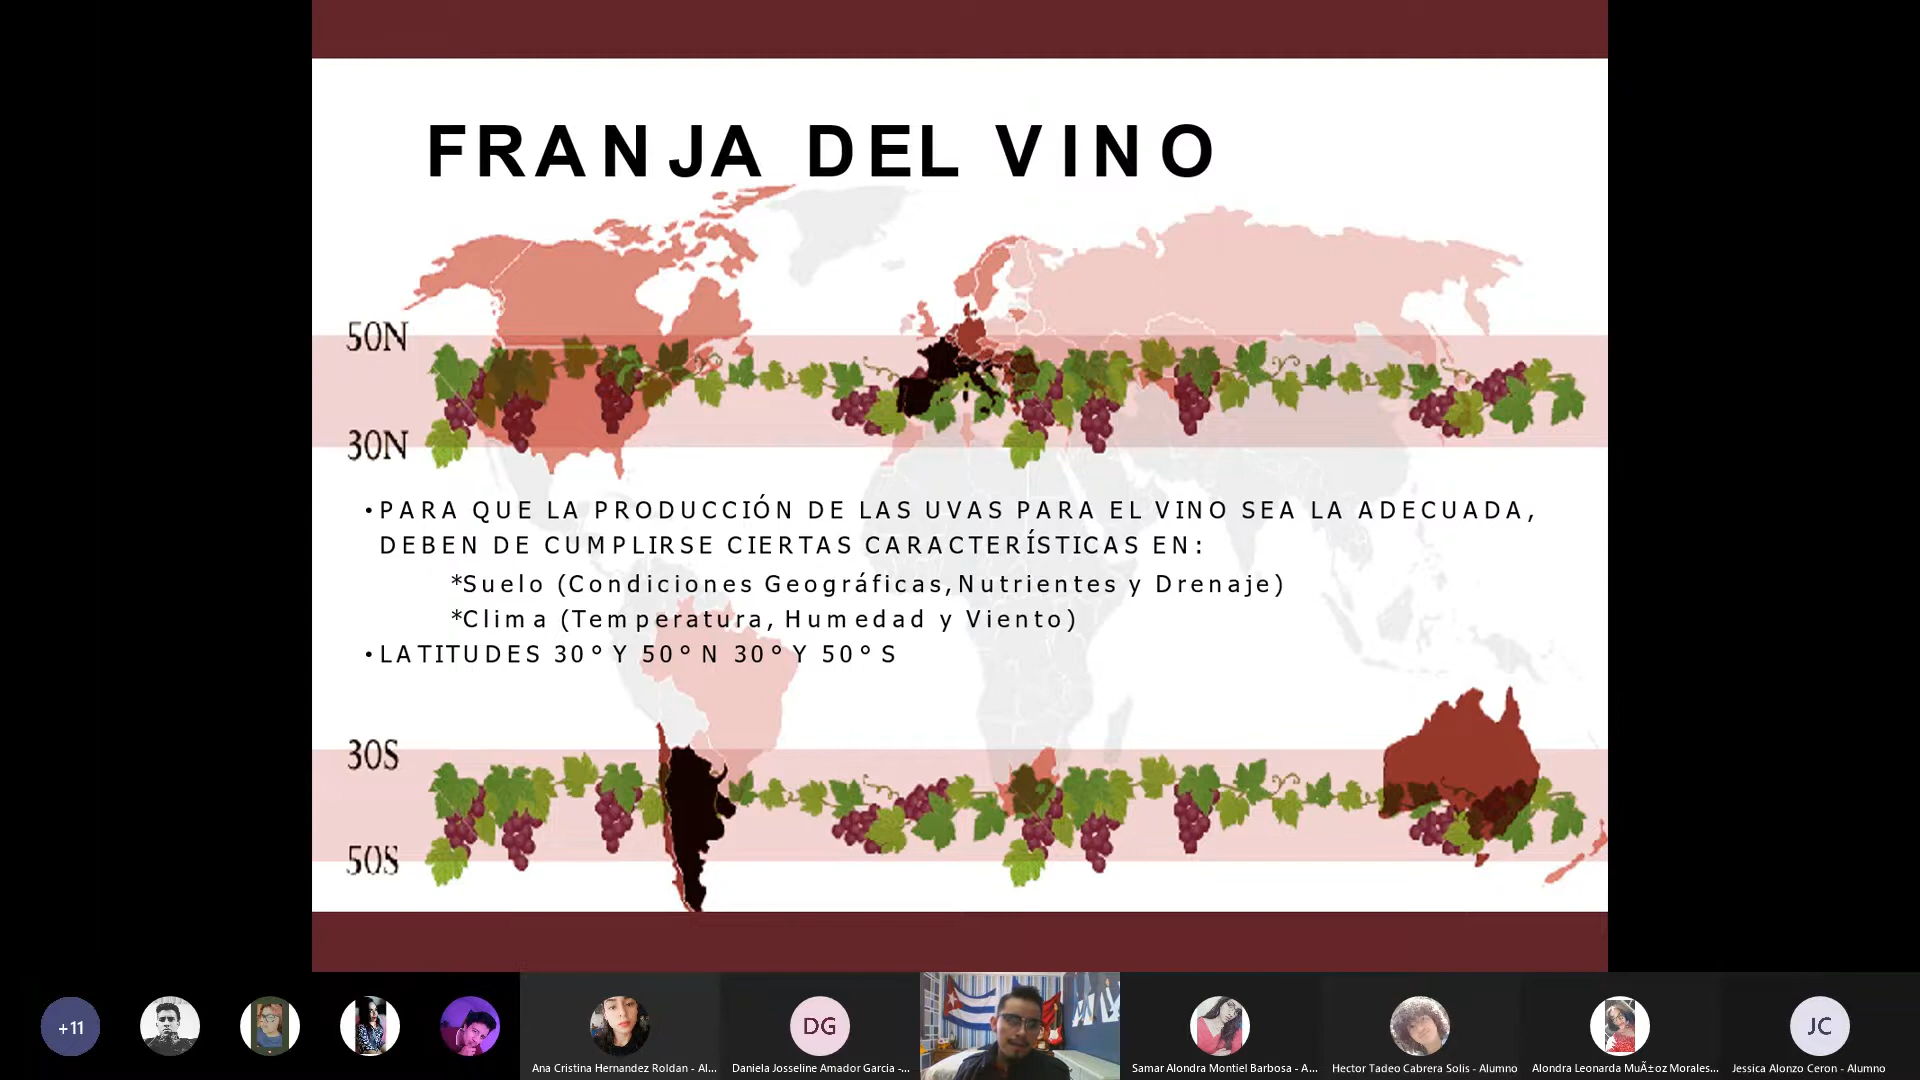 FRANJA DEL VINO
50N
30N
•PARA QUE LA PRODUCCIÓN DE LAS UVAS PARA EL VINO SEA LA ADECUADA,
DEBEN DE CUMPLIRSE CIERTAS CARACTERÍSTICAS EN:
*Suelo (Condiciones Geográficas,Nutrientes y Drenaje)
*Clima (Temperatura, Humedad y Viento)
•LATITUDES 30° Y 50° N 30° Y 50° S
30S
50S
+11
Ana Cristina Hernandez Roldan - Al...
DG
Daniela Josseline Amador Garcia -...
Samar Alondra Montiel Barbosa - A...
Hector Tadeo Cabrera Solis - Alumno
Alondra Leonarda MuÃ±oz Morales...
JC
Jessica Alonzo Ceron - Alumno